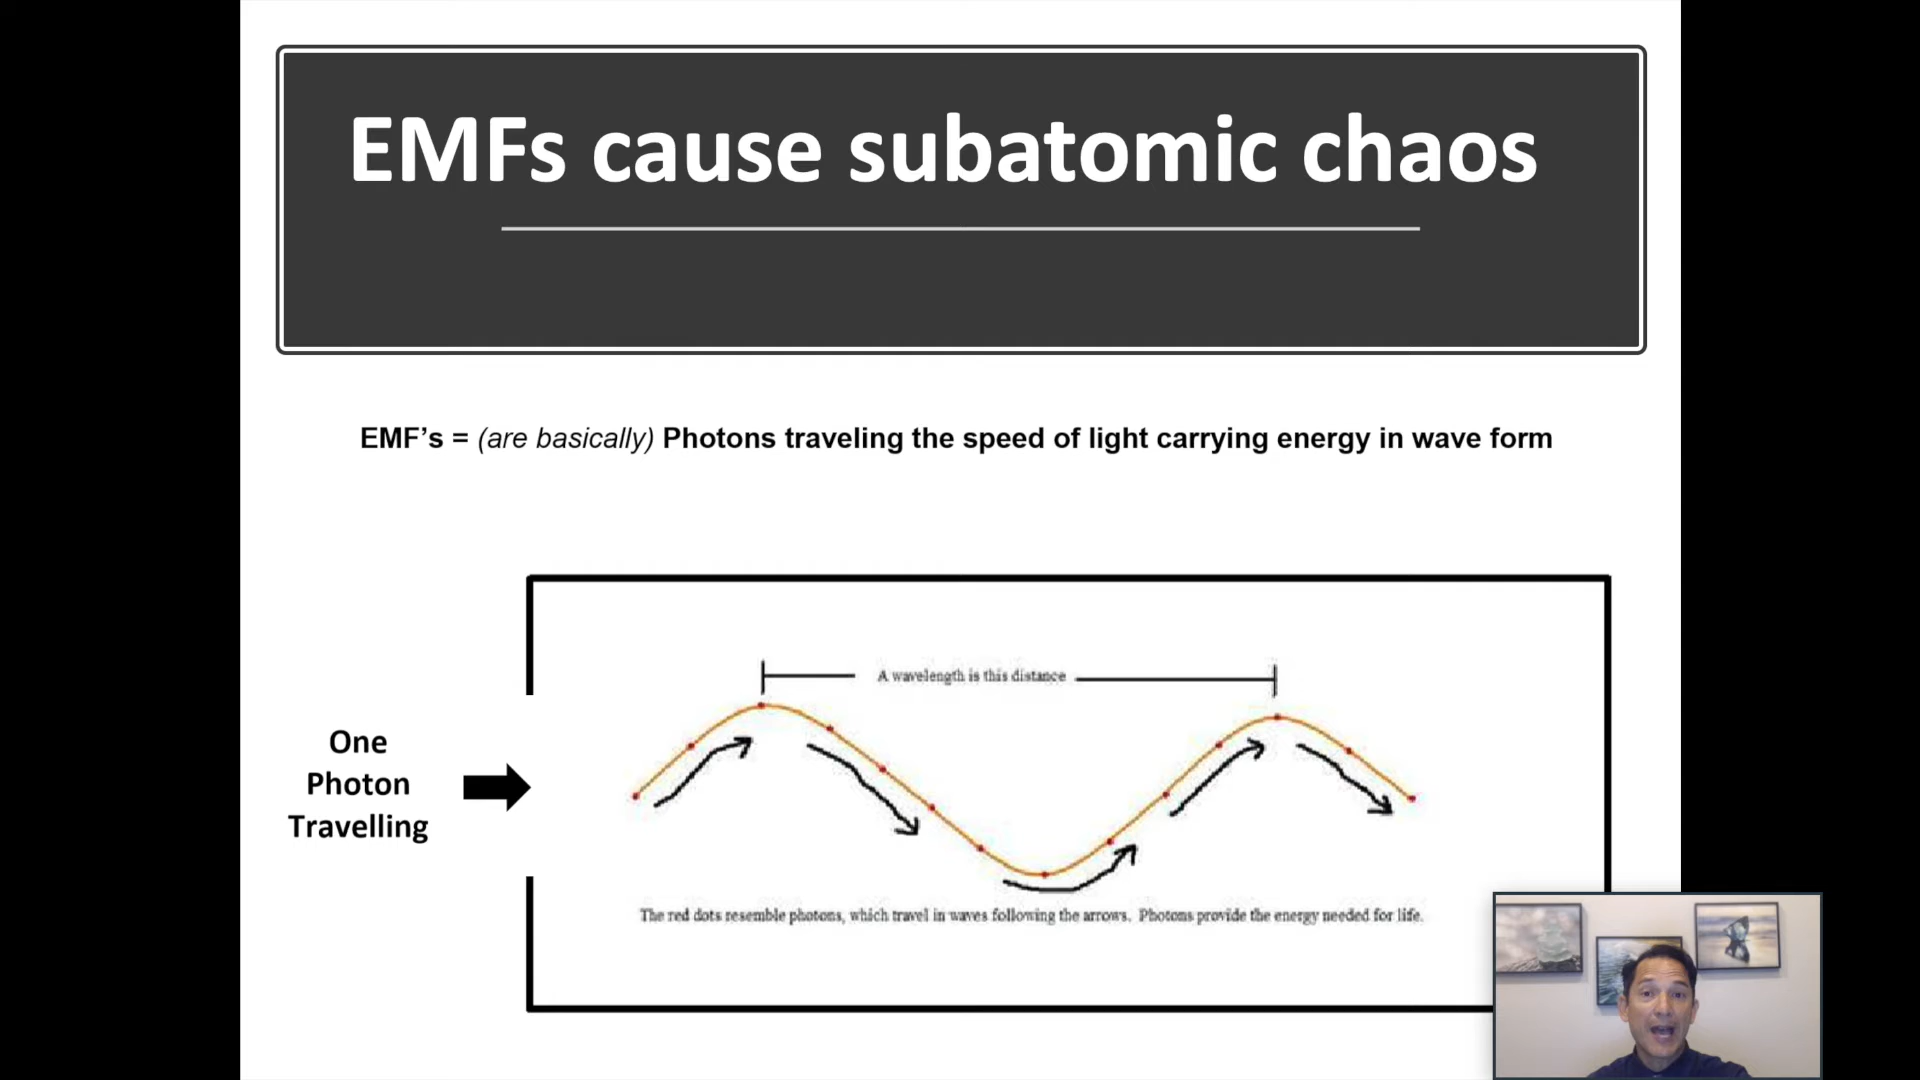 EMFs cause subatomic chaos
EMF’s = (are basically) Photons traveling the speed of light carrying energy in wave form
A wavelength is this distance
One
Photon
Travelling
The red dots resemble photons, which travel in waves following the arrows. Photons provide the energy needed for life.